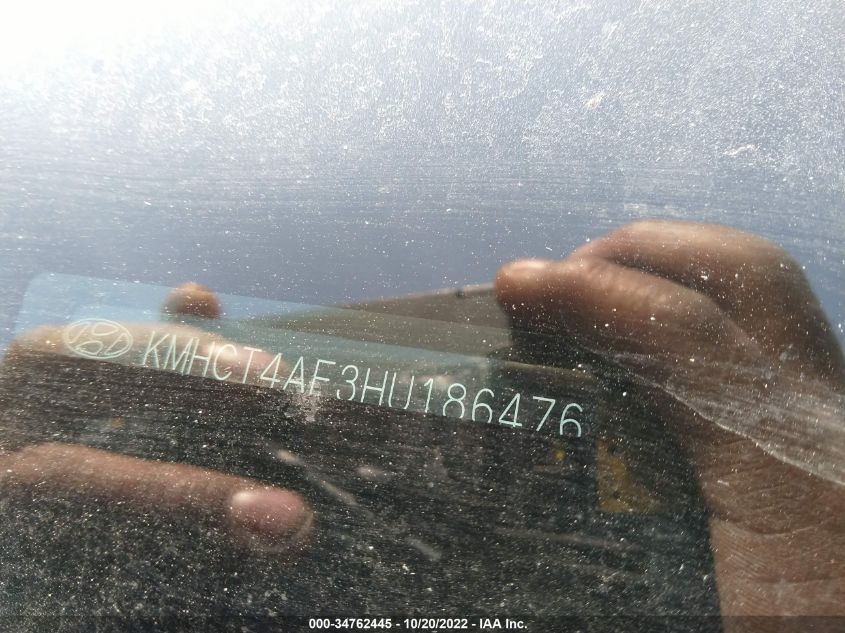 KMHCT4AE3HU186476
000-34762445 - 10/20/2022 - IAA Inc.